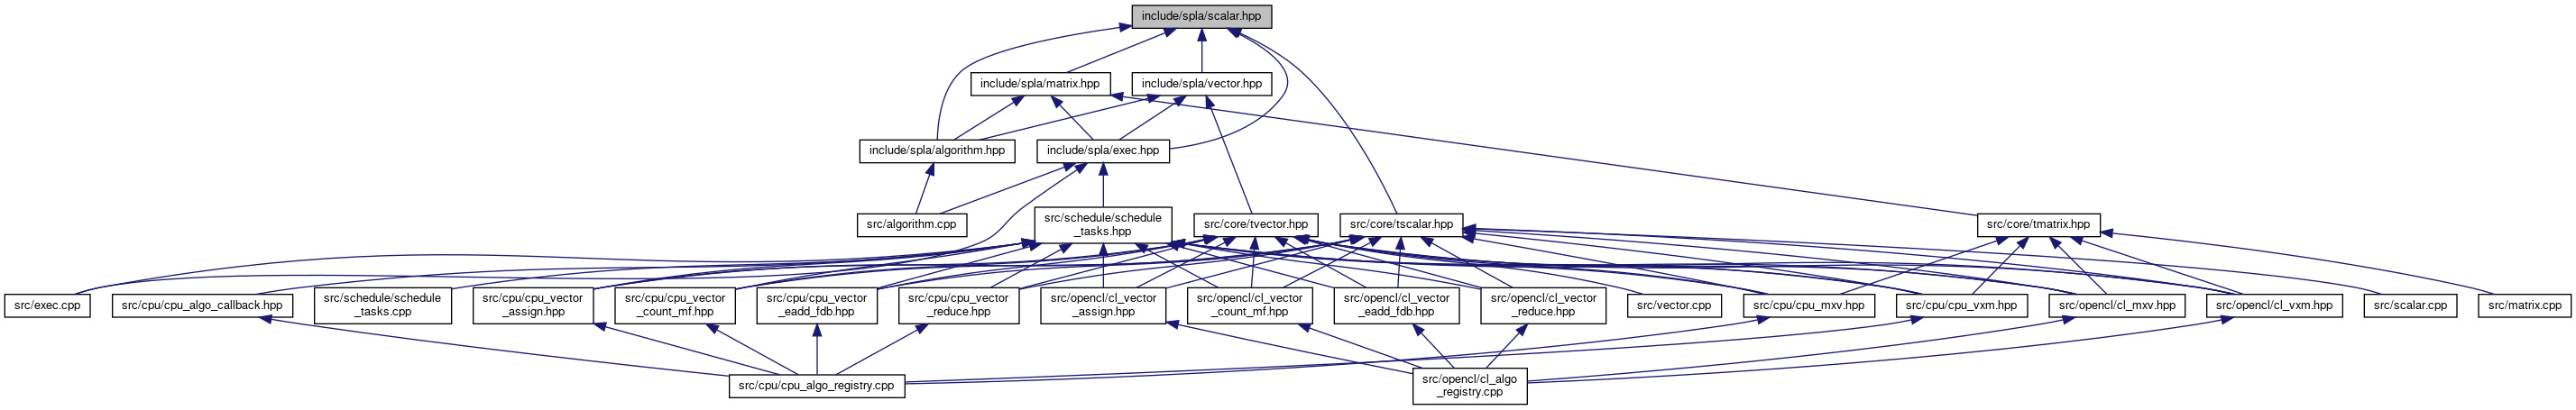 include/spla/scalar.hpp
include/spla/matrix.hpp
include/spla/vector.hpp
include/spla/algorithm.hpp
include/spla/exec.hpp
src/algorithm.cpp
src/schedule/schedule
_tasks.hpp
src/core/tvector.hpp
src/core/tscalar.hpp
src/core/tmatrix.hpp
src/exec.cpp
src/cpu/cpu_algo_callback.hpp
src/schedule/schedule
_tasks.cpp
src/cpu/cpu_vector
_assign.hpp
src/cpu/cpu_vector
_count_mf.hpp
src/cpu/cpu_vector
_eadd_fdb.hpp
src/cpu/cpu_vector
_reduce.hpp
src/opencl/cl_vector
_assign.hpp
src/opencl/cl_vector
_count_mf.hpp
src/opencl/cl_vector
_eadd_fdb.hpp
src/opencl/cl_vector
_reduce.hpp
src/vector.cpp
src/cpu/cpu_mxv.hpp
src/cpu/cpu_vxm.hpp
src/opencl/cl_mxv.hpp
src/opencl/cl_vxm.hpp
src/scalar.cpp
src/matrix.cpp
src/cpu/cpu_algo_registry.cpp
src/opencl/cl_algo
_registry.cpp